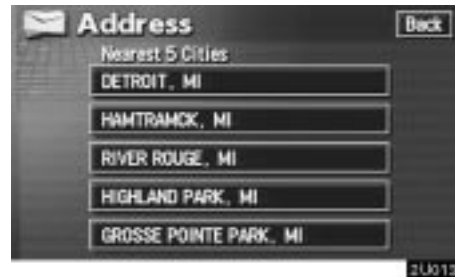 Address
Back
Nearest 5 Cities
DETROIT, MI
HAMTRAMCK, MI
RIVER ROUGE, MI
HIGHLAND PARK, MI
GROSSE POINTE PARK, MI